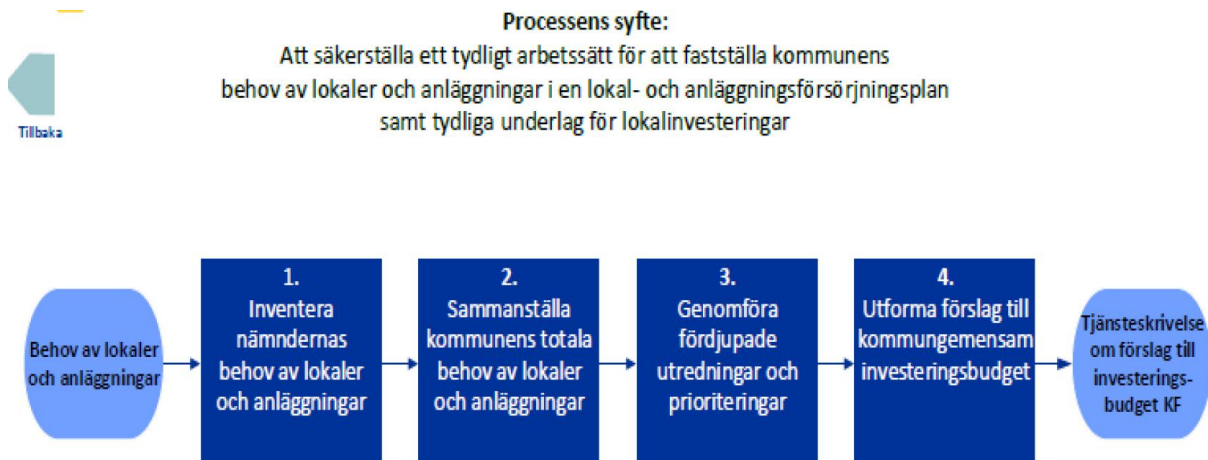 Processens syfte:
Att säkerställa ett tydligt arbetssätt för att fastställa kommunens
behov av lokaler och anläggningar i en lokal- och anläggningsförsörjningsplan
samt tydliga underlag för lokalinvesteringar
Tillbaka
Behov av lokaler
och anläggningar
1.
Inventera
nämndernas
behov av lokaler
och anläggningar
2.
Sammanställa
kommunens totala
behov av lokaler
och anläggningar
3.
Genomföra
fördjupade
utredningar och
prioriteringar
4.
Utforma förslag till
kommungemensam
investeringsbudget
Tjänsteskrivelse
om förslag till
investerings-
budget KF